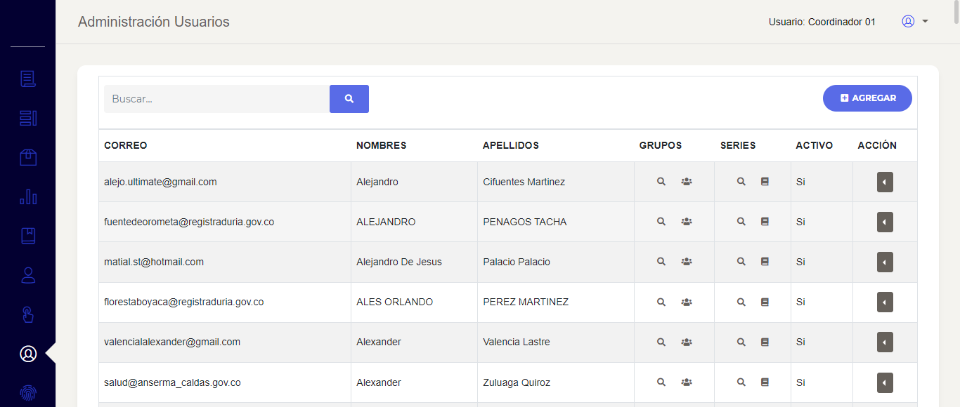 Administración Usuarios
Usuario: Coordinador 01
Buscar...
AGREGAR
CORREO NOMBRES APELLIDOS GRUPOS SERIES ACTIVO ACCIÓN
alejo.ultimate@gmail.com Alejandro Cifuentes Martinez Si
fuentedeorometa@registraduria.gov.co ALEJANDRO PENAGOS TACHA Si
matial.st@hotmail.com Alejandro De Jesus Palacio Palacio Si
florestaboyaca@registraduria.gov.co ALES ORLANDO PEREZ MARTINEZ Si
valencialalexander@gmail.com Alexander Valencia Lastre Si
salud@anserma_caldas.gov.co Alexander Zuluaga Quiroz Si